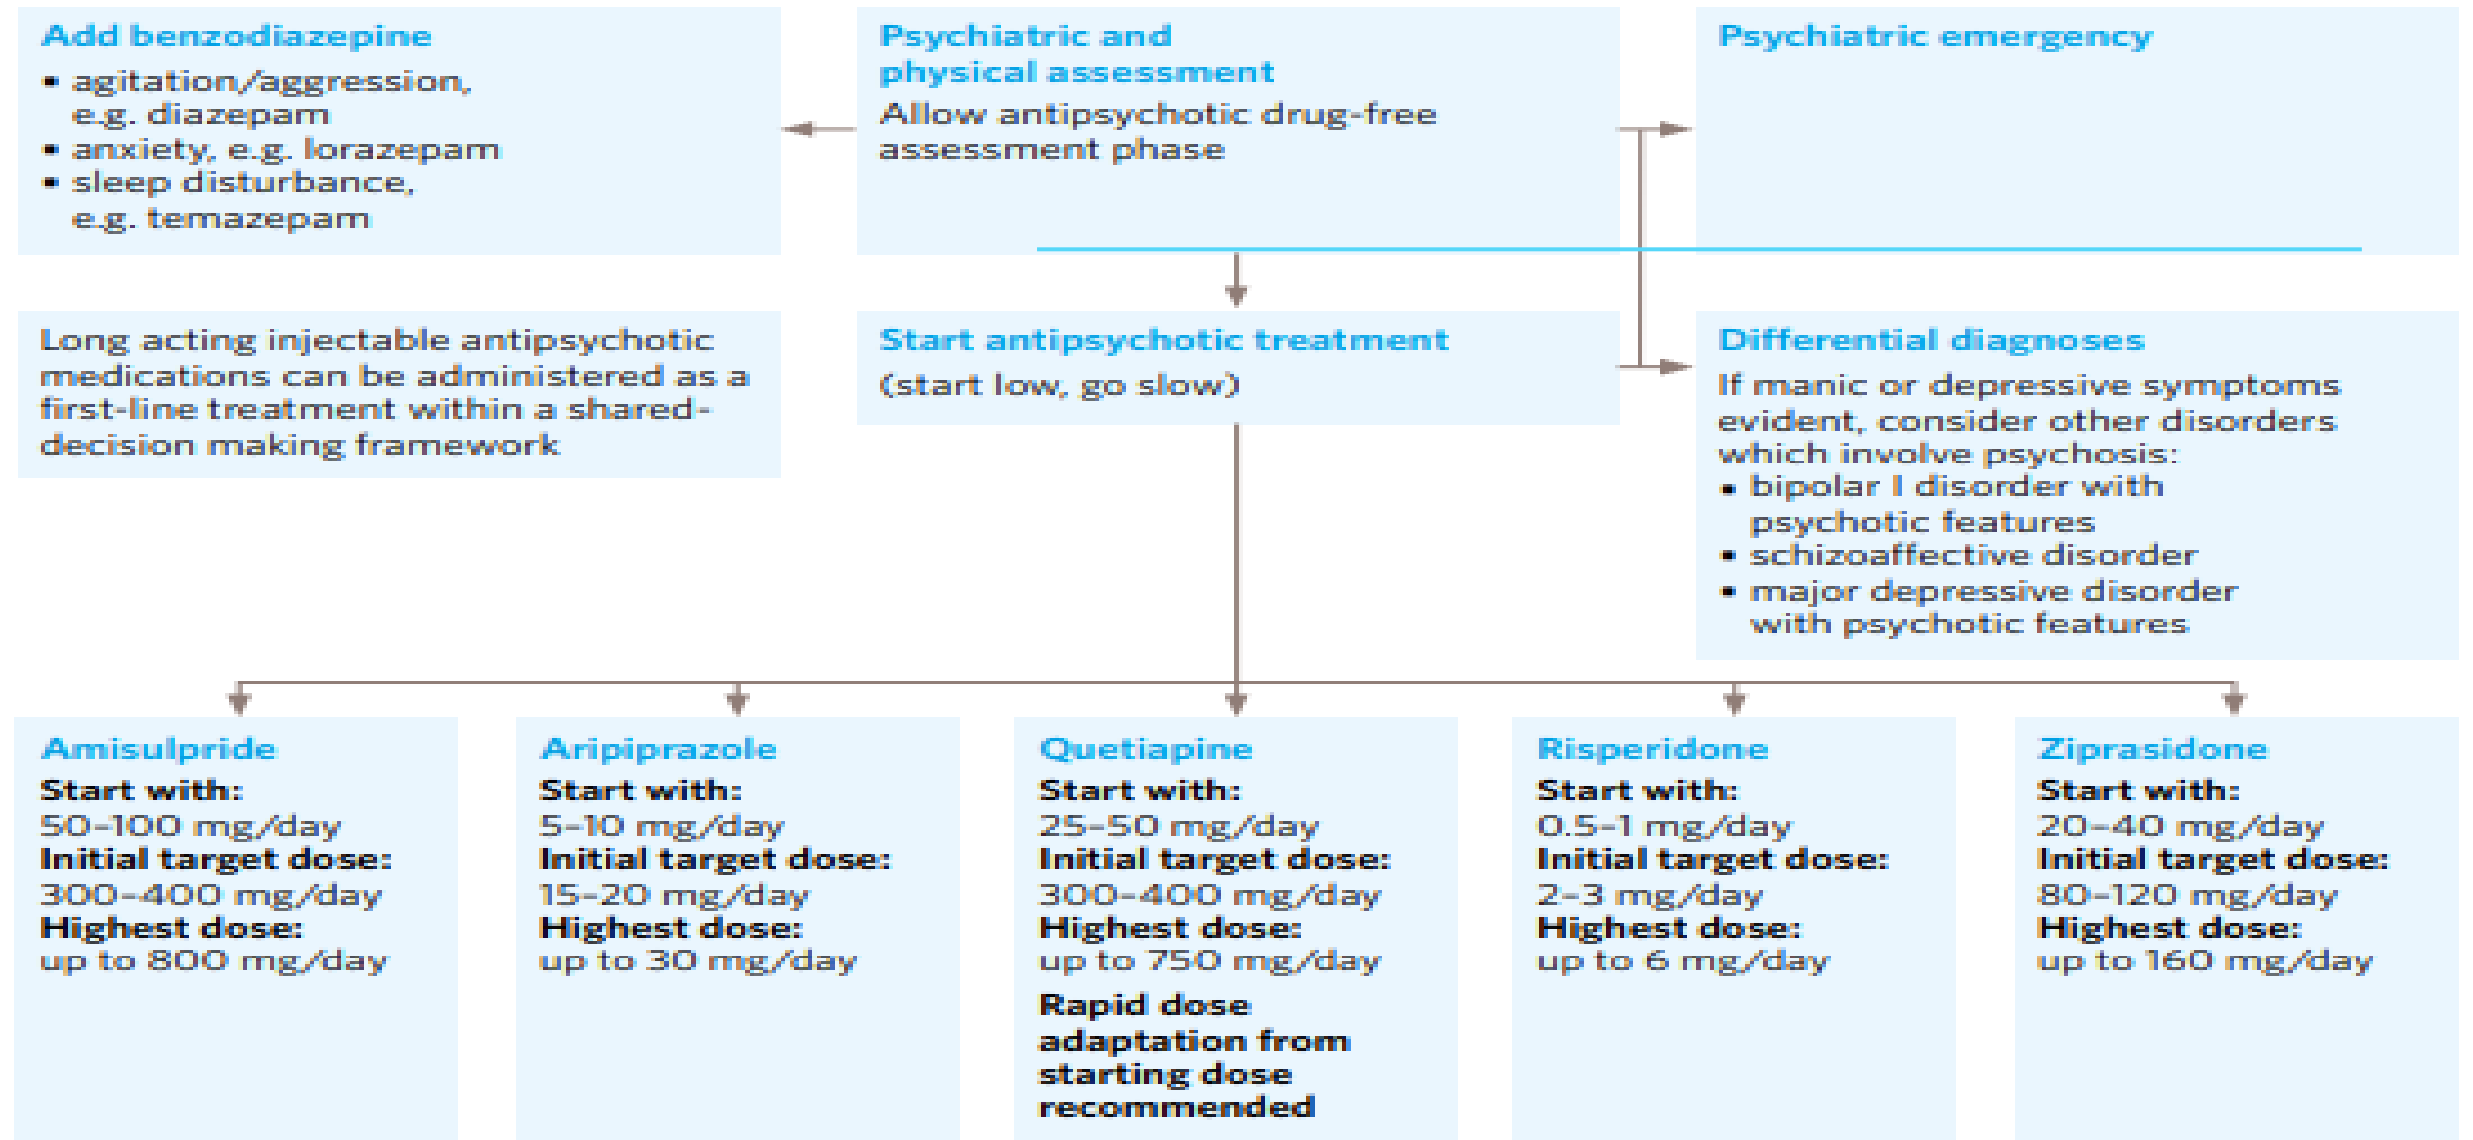 Add benzodiazepine
• agitation/aggression,
e.g. diazepam
• anxiety, e.g. lorazepam
• sleep disturbance,
e.g. temazepam
Psychiatric and
physical assessment
Allow antipsychotic drug-free
assessment phase
Psychiatric emergency
Long acting injectable antipsychotic
medications can be administered as a
first-line treatment within a shared-
decision making framework
Start antipsychotic treatment
(start low, go slow)
Differential diagnoses
If manic or depressive symptoms
evident, consider other disorders
which involve psychosis:
• bipolar I disorder with
psychotic features
• schizoaffective disorder
• major depressive disorder
with psychotic features
Amisulpride
Start with:
50–100 mg/day
Initial target dose:
300–400 mg/day
Highest dose:
up to 800 mg/day
Aripiprazole
Start with:
5–10 mg/day
Initial target dose:
15–20 mg/day
Highest dose:
up to 30 mg/day
Quetiapine
Start with:
25–50 mg/day
Initial target dose:
300–400 mg/day
Highest dose:
up to 750 mg/day
Rapid dose
adaptation from
starting dose
recommended
Risperidone
Start with:
0.5–1 mg/day
Initial target dose:
2–3 mg/day
Highest dose:
up to 6 mg/day
Ziprasidone
Start with:
20–40 mg/day
Initial target dose:
80–120 mg/day
Highest dose:
up to 160 mg/day